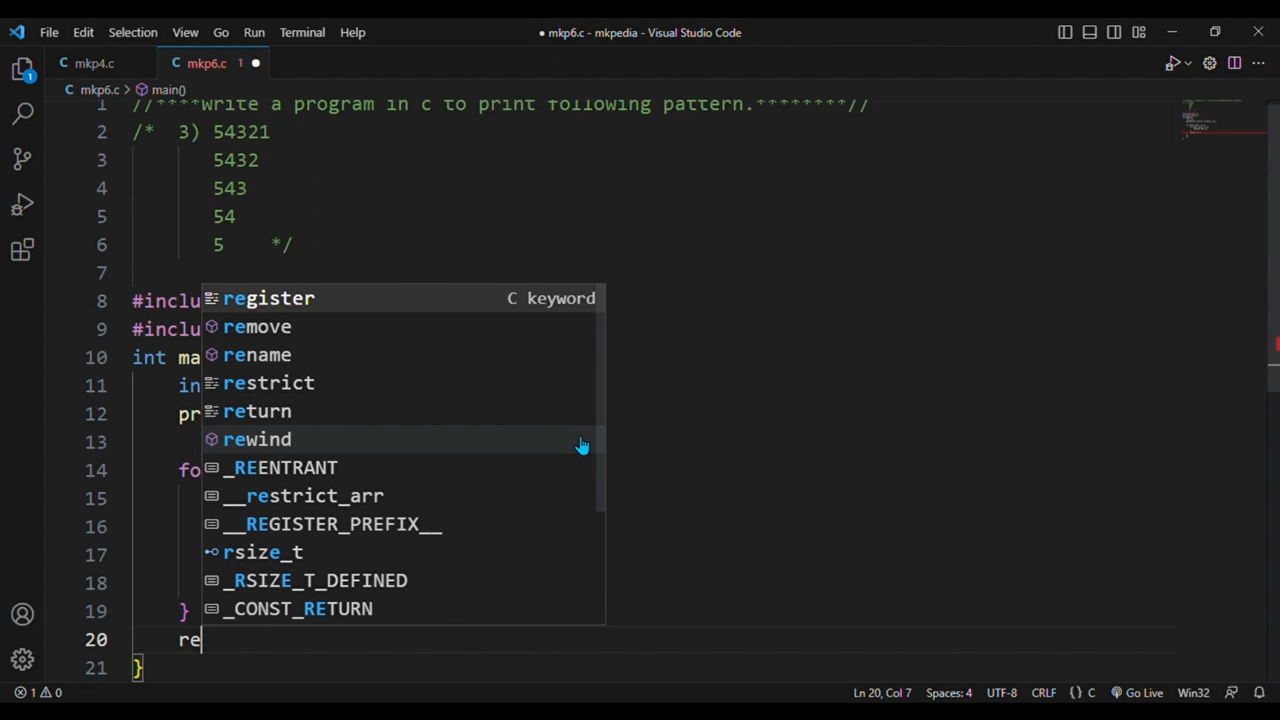 File Edit Selection View Go Run Terminal Help
● mkp6.c - mkpedia - Visual Studio Code
C mkp4.c
C mkp6.c 1 ●
C mkp6.c > main()
1 //****Write a program in c to print following pattern.********//
2 /* 3) 54321
3 5432
4 543
5 54
6 5 */
7
8 #inclu
9 #inclu
10 int ma
11 in
12 pr
13
14 fo
15
16
17
18
19 }
20 re
21 }
register C keyword
remove
rename
restrict
return
rewind
_REENTRANT
__restrict_arr
__REGISTER_PREFIX__
rsize_t
_RSIZE_T_DEFINED
_CONST_RETURN
1
1 0 Ln 20, Col 7 Spaces: 4 UTF-8 CRLF {} C Go Live Win32